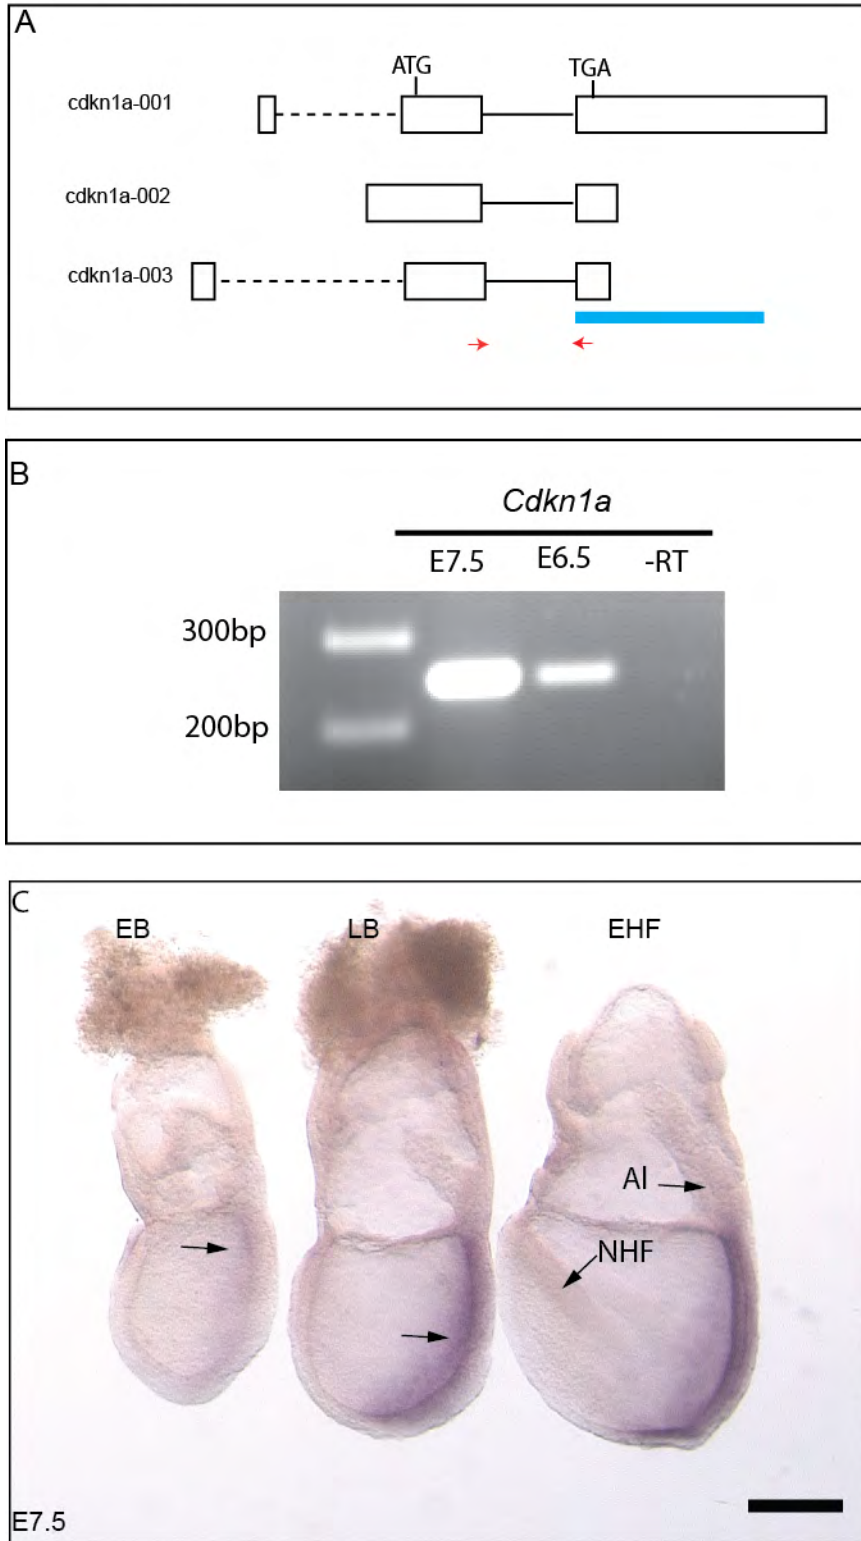 A
ATG
TGA
cdkn1a-001
cdkn1a-002
cdkn1a-003
B
Cdkn1a
E7.5 E6.5 -RT
300bp
200bp
C
EB LB EHF
Al
NHF
E7.5